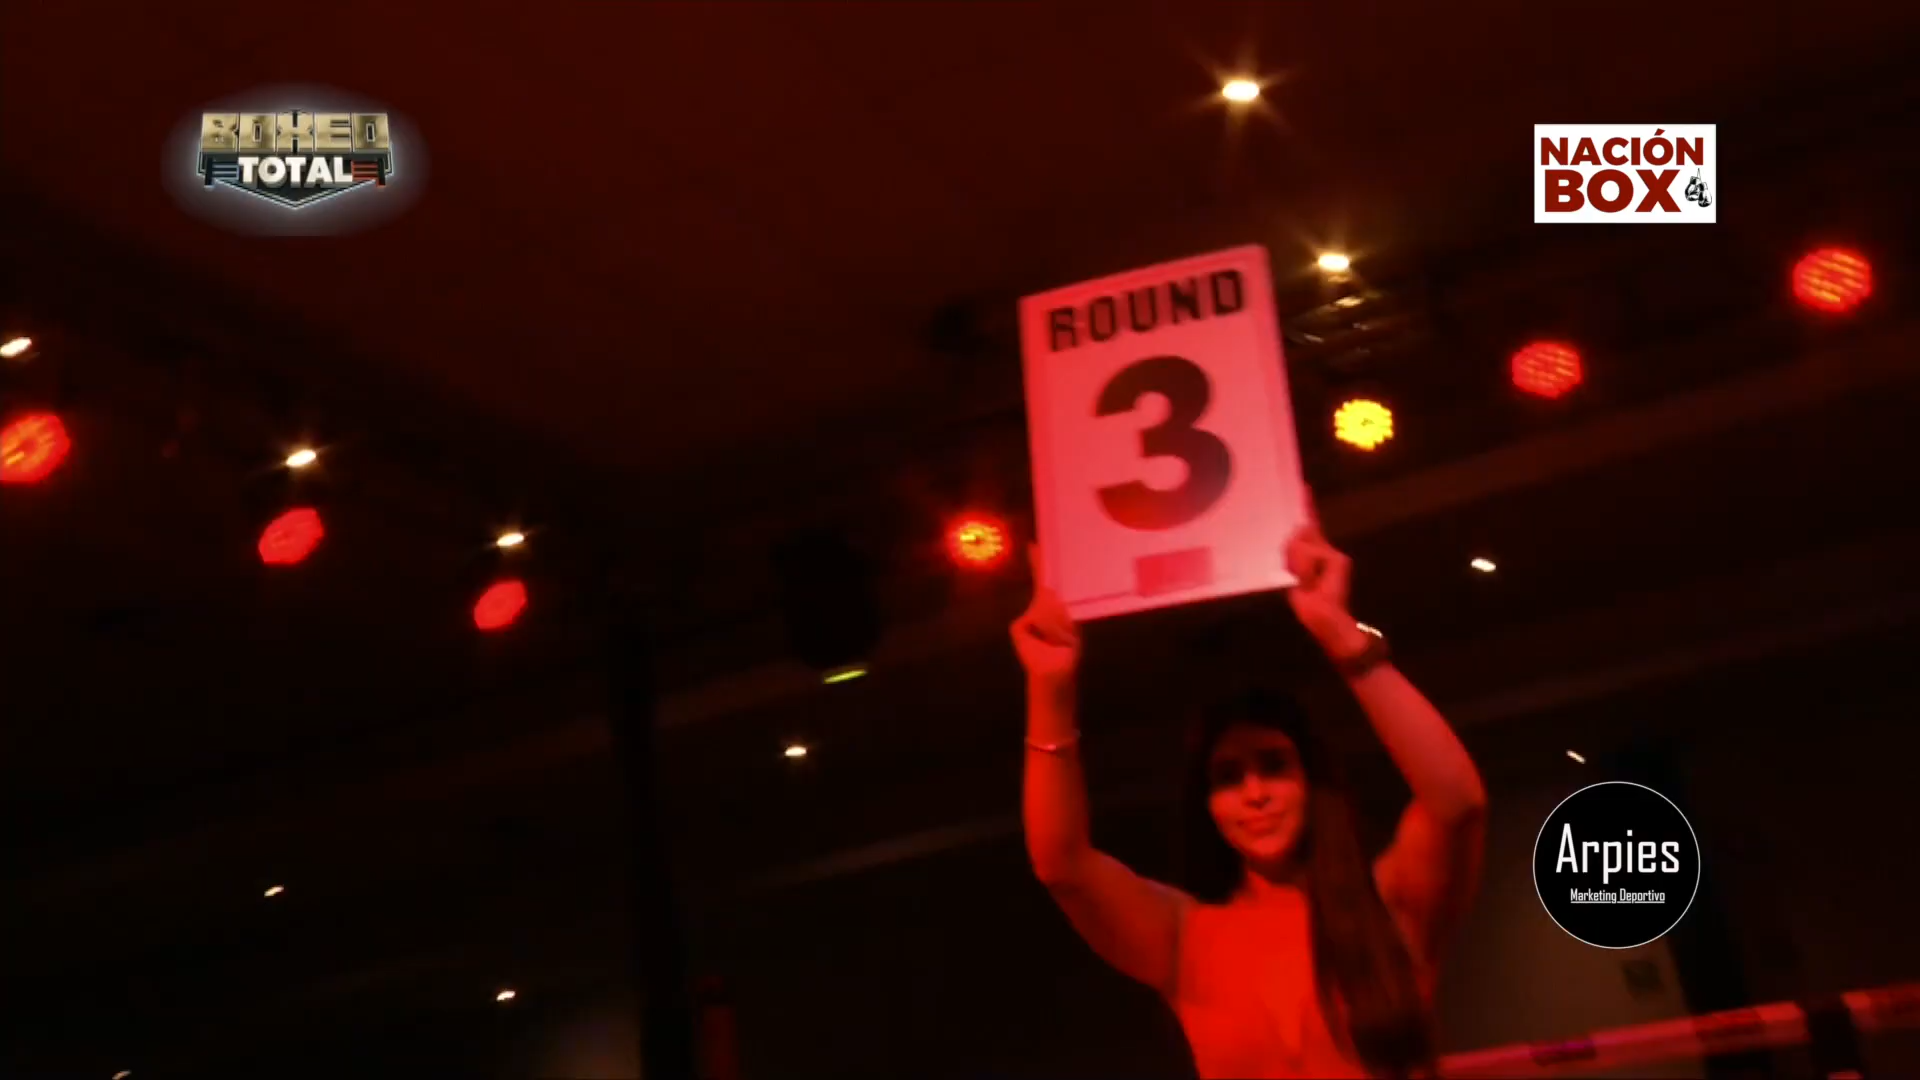 BOXEO
TOTAL
NACIÓN
BOX
ROUND
3
Arpies
Marketing Deportivo